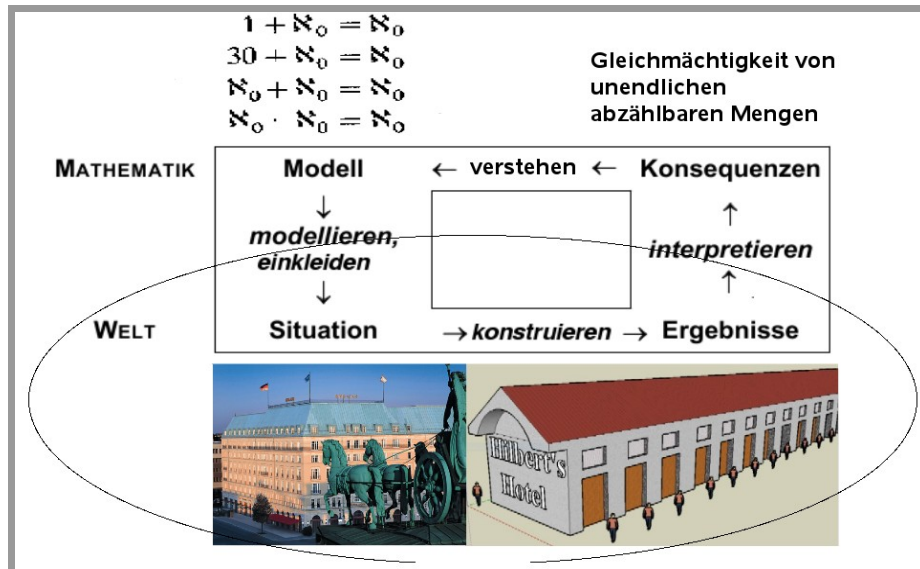 1 + ℵ₀ = ℵ₀
30 + ℵ₀ = ℵ₀
ℵ₀ + ℵ₀ = ℵ₀
ℵ₀ · ℵ₀ = ℵ₀
Gleichmächtigkeit von
unendlichen
abzählbaren Mengen
MATHEMATIK Modell ← verstehen ← Konsequenzen
↓ ↑
modellieren,
einkleiden
interpretieren
↓ ↑
WELT Situation → konstruieren → Ergebnisse
Hilbert's
Hotel